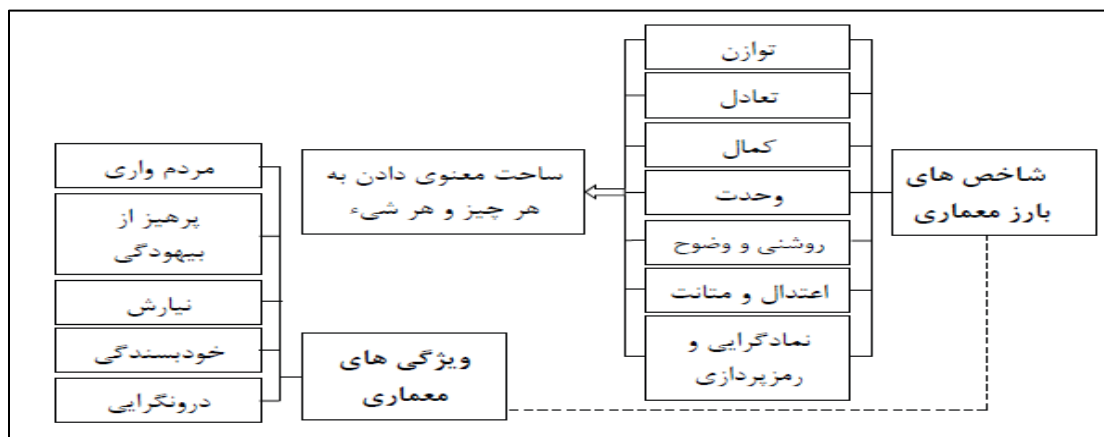 شاخص های
بارز معماری
توازن
تعادل
کمال
وحدت
روشنی و وضوح
اعتدال و متانت
نمادگرایی و
رمزپردازی
ساحت معنوی دادن به
هر چیز و هر شیء
ویژگی های
معماری
مردم واری
پرهیز از
بیهودگی
نیارش
خودبسندگی
درونگرایی